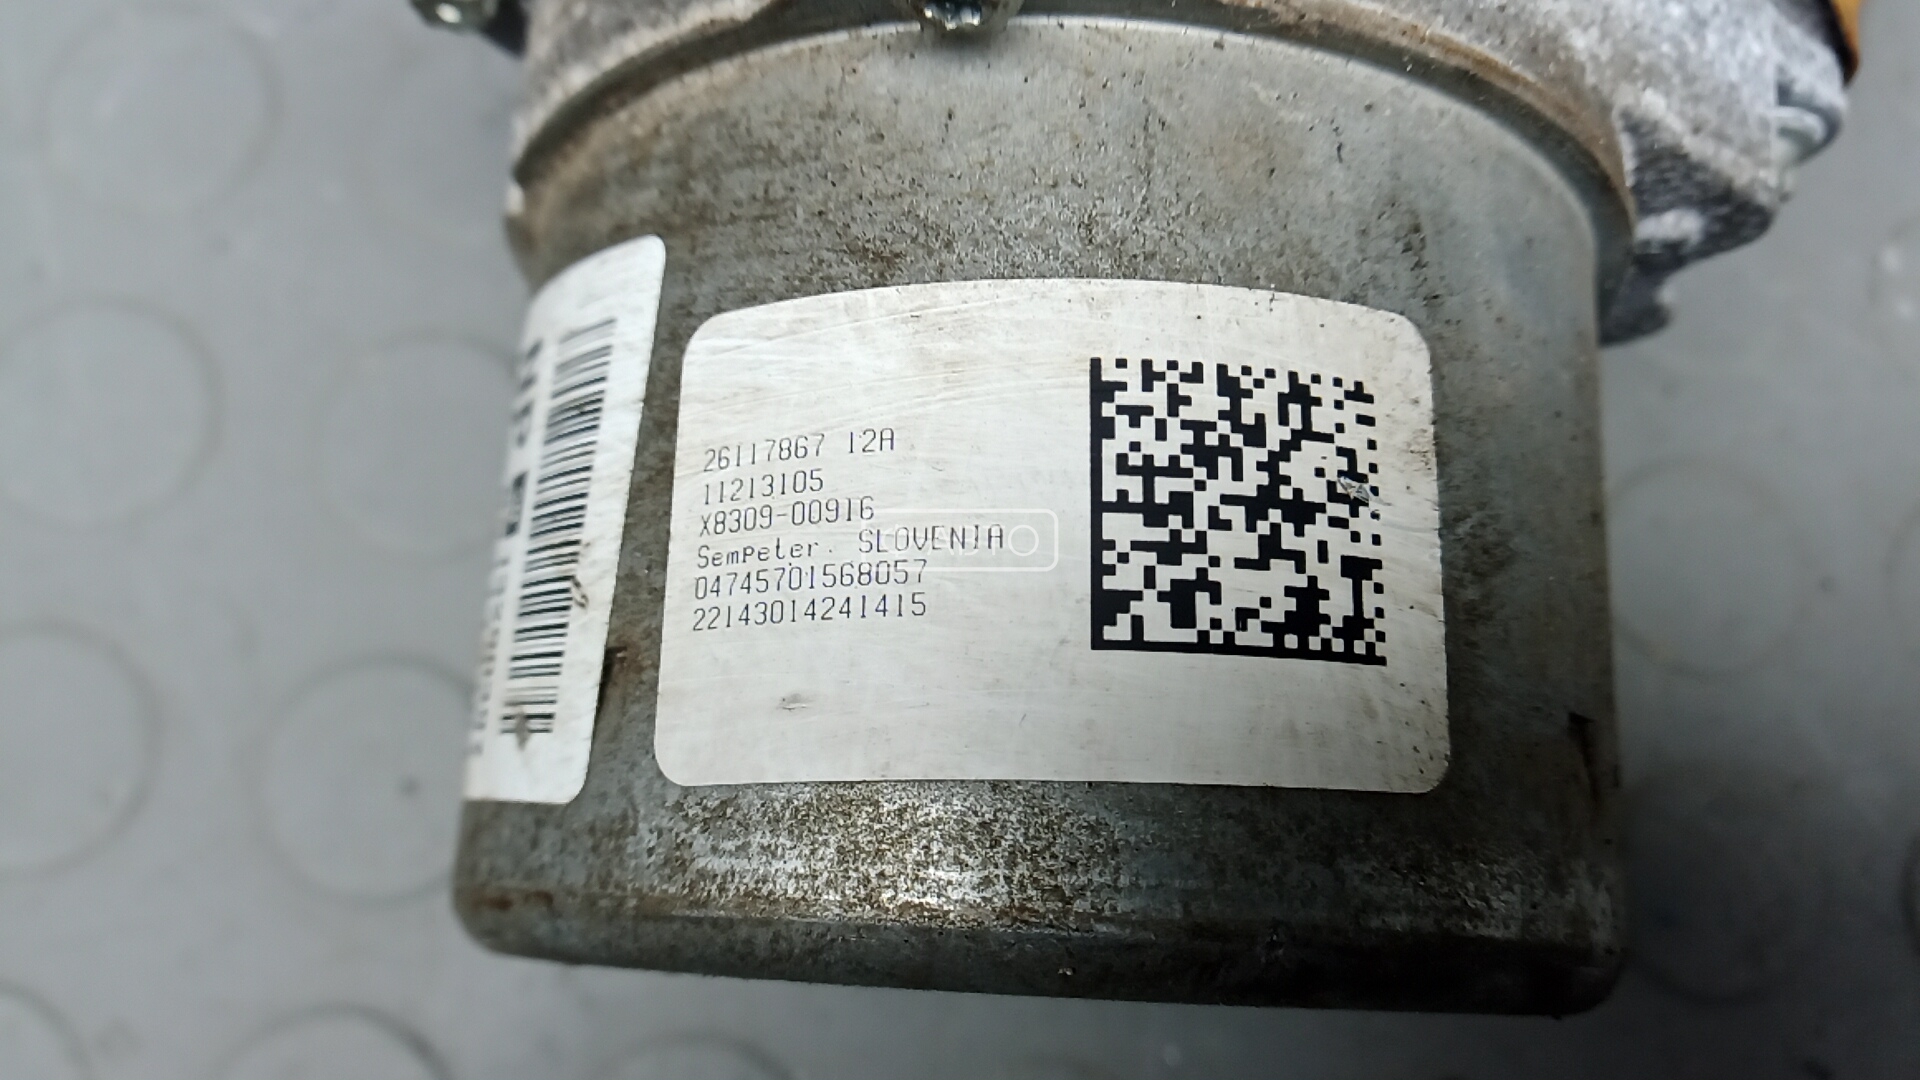 26117867 12A
11213105
X8309-00916
Sempeter. SLOVENIA
04745701568057
22143014241415